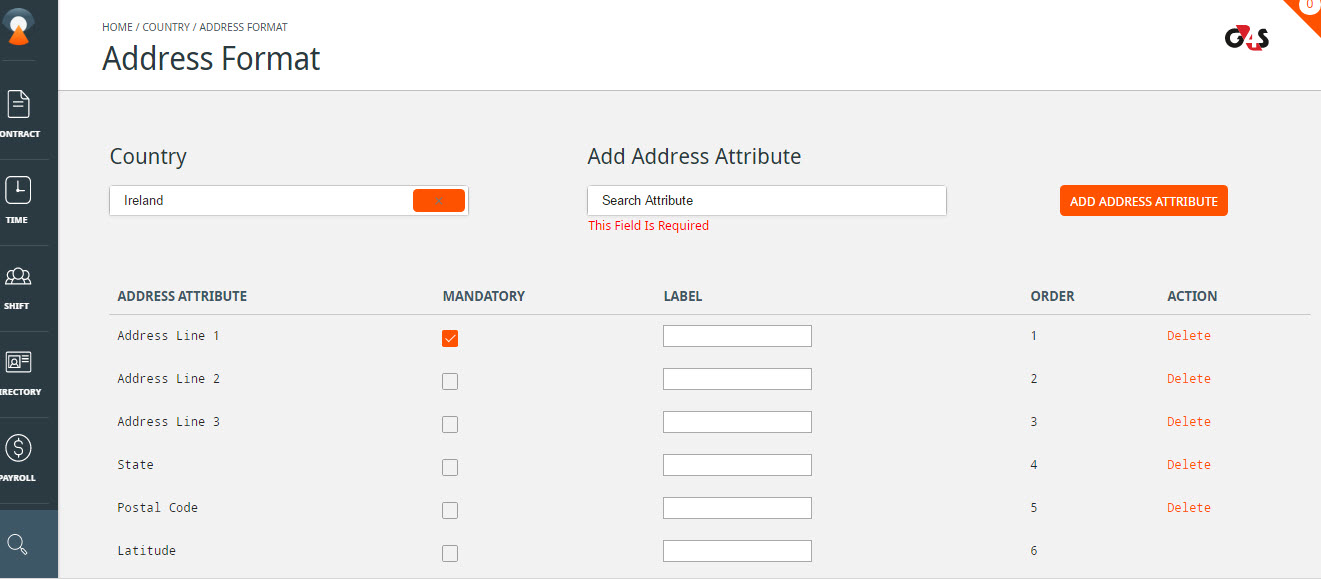 0
HOME / COUNTRY / ADDRESS FORMAT
Address Format
G4S
ONTRACT
TIME
SHIFT
IRECTORY
PAYROLL
Country
Add Address Attribute
Ireland ×
Search Attribute
ADD ADDRESS ATTRIBUTE
This Field Is Required
ADDRESS ATTRIBUTE MANDATORY LABEL ORDER ACTION
Address Line 1 1 Delete
Address Line 2 2 Delete
Address Line 3 3 Delete
State 4 Delete
Postal Code 5 Delete
Latitude 6